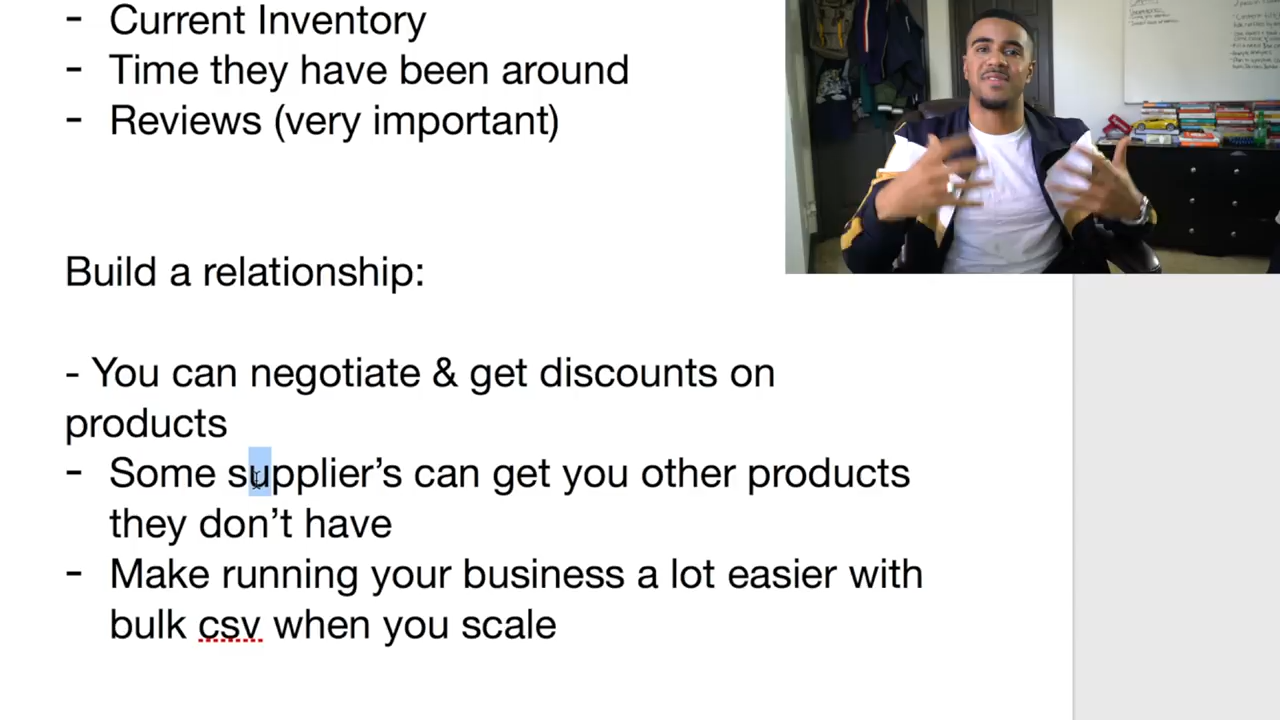 - Current Inventory
- Time they have been around
- Reviews (very important)
Build a relationship:
- You can negotiate & get discounts on
products
- Some supplier’s can get you other products
they don’t have
- Make running your business a lot easier with
bulk csv when you scale